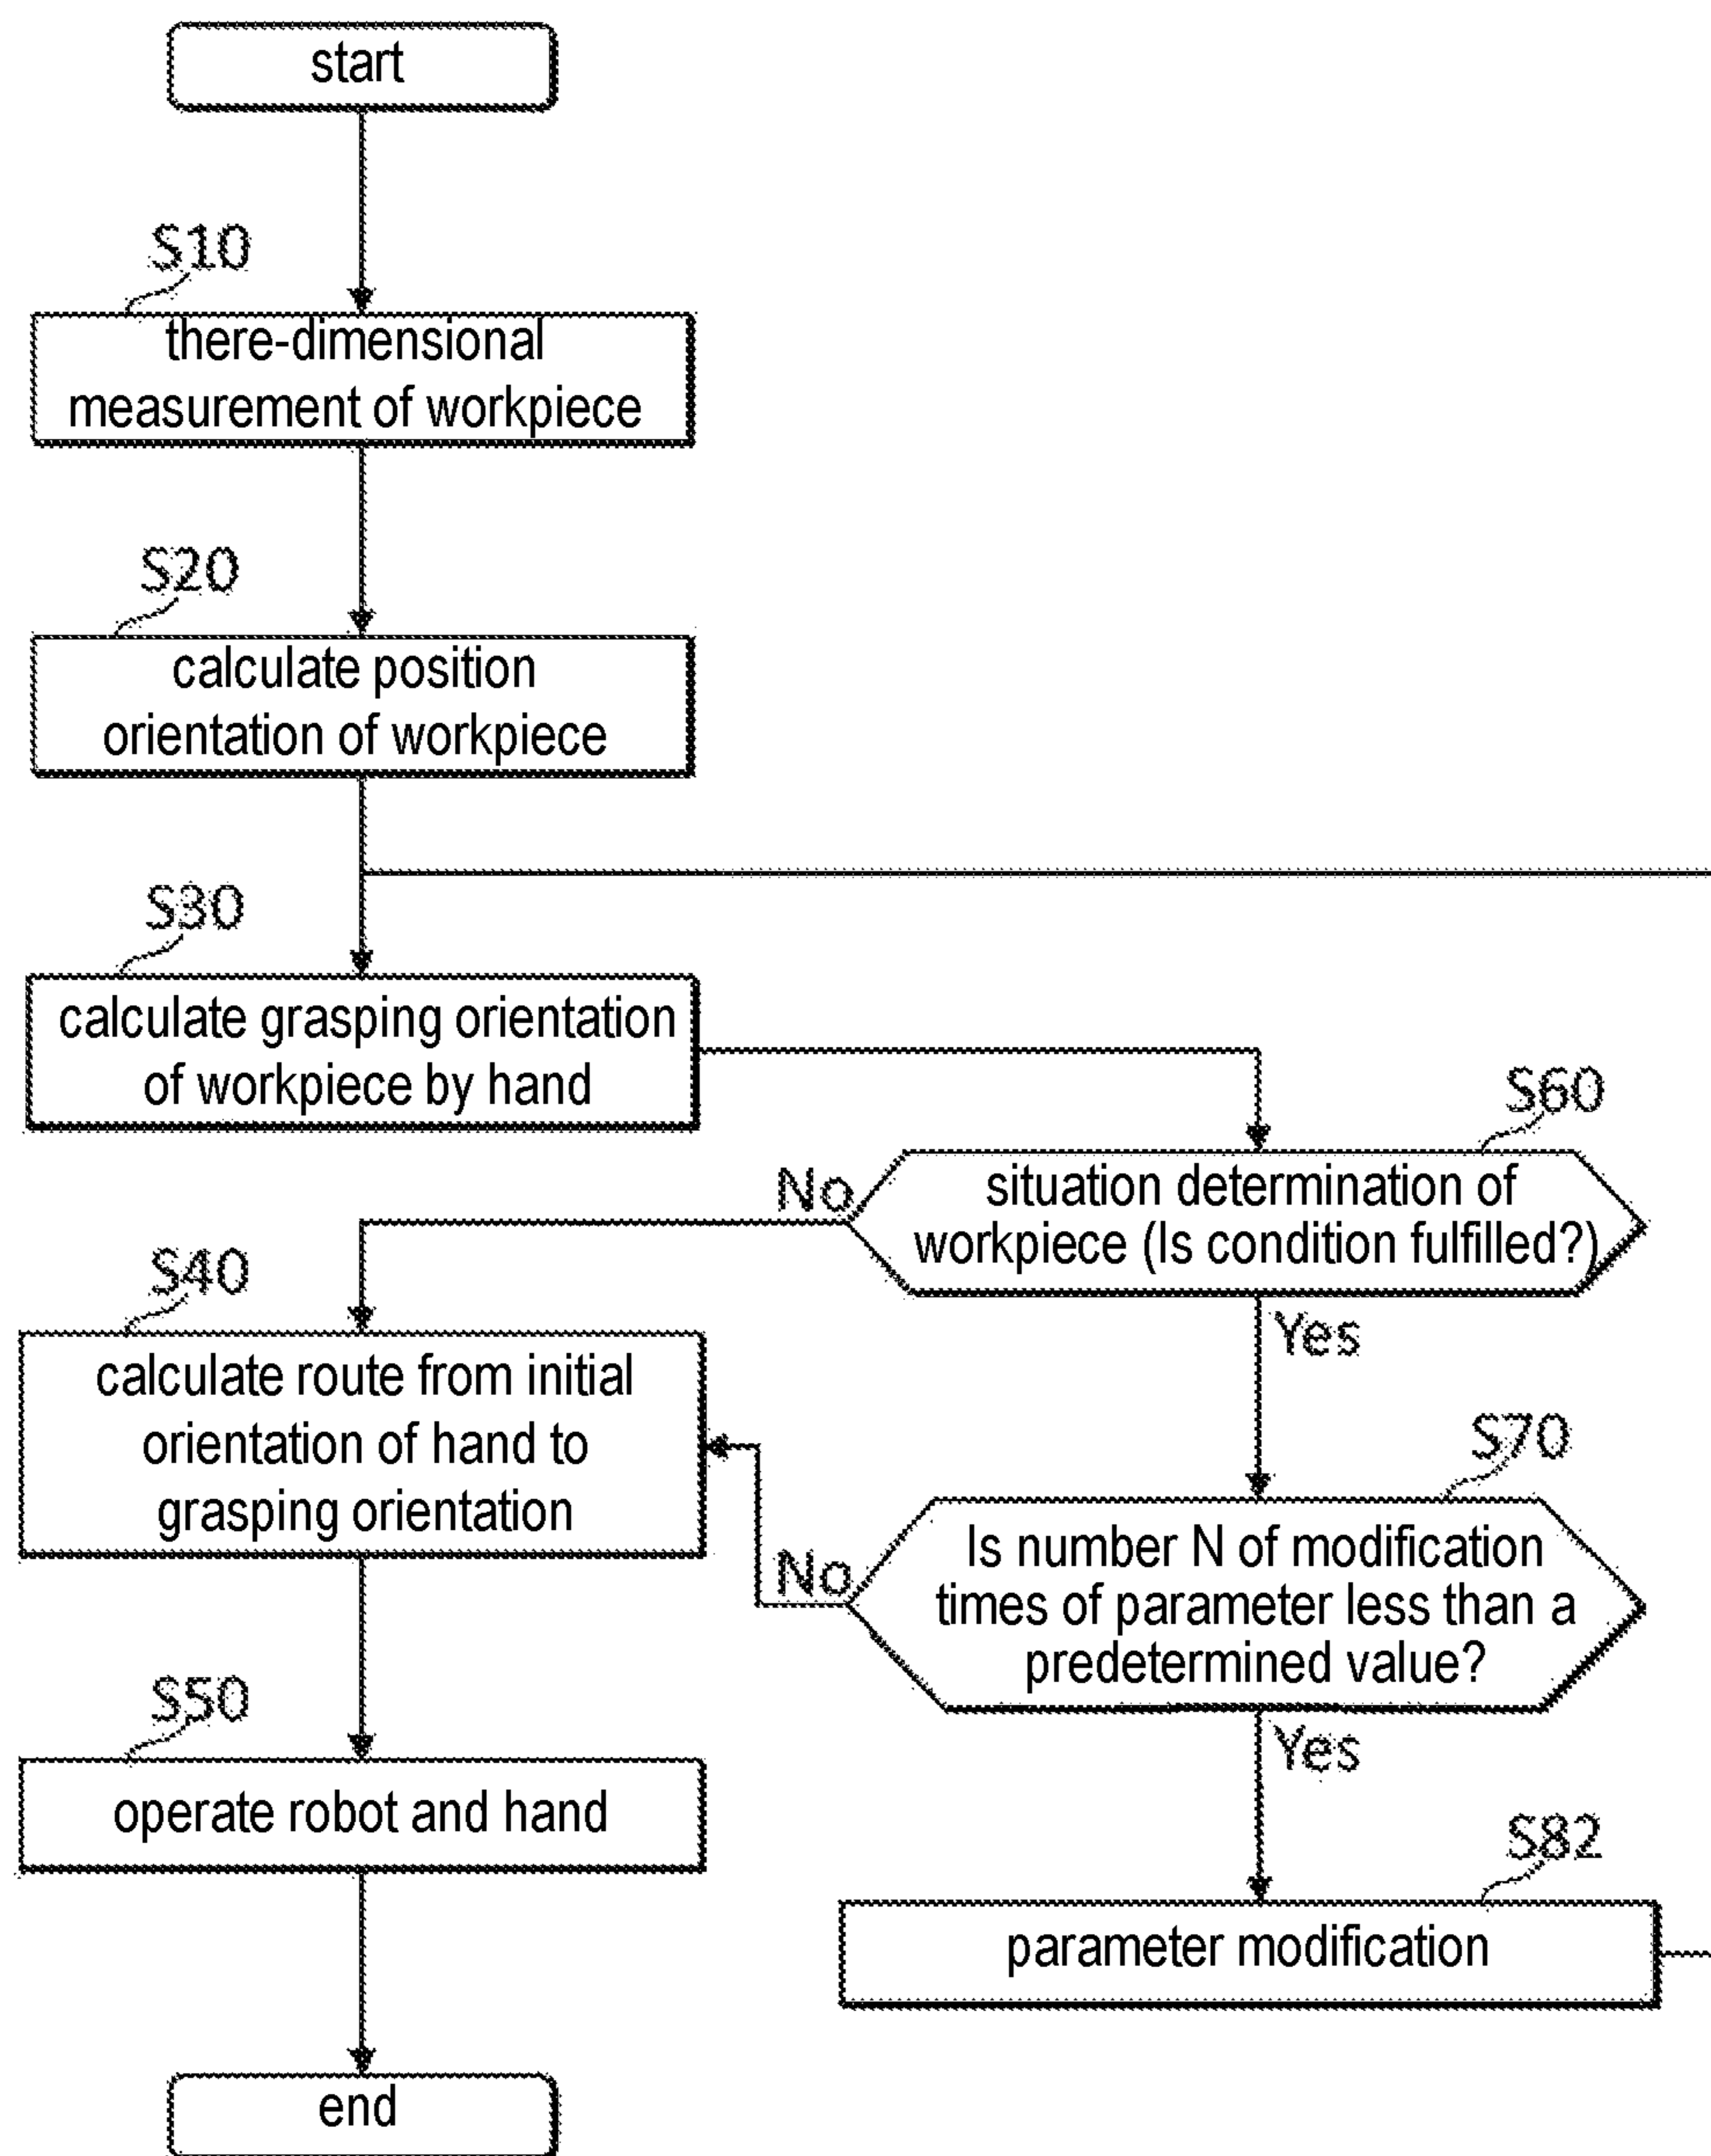 start
S10
there-dimensional
measurement of workpiece
S20
calculate position
orientation of workpiece
S30
calculate grasping orientation
of workpiece by hand
S60
situation determination of
workpiece (Is condition fulfilled?)
No
Yes
S40
calculate route from initial
orientation of hand to
grasping orientation
S70
Is number N of modification
times of parameter less than a
predetermined value?
No
Yes
S50
operate robot and hand
S82
parameter modification
end